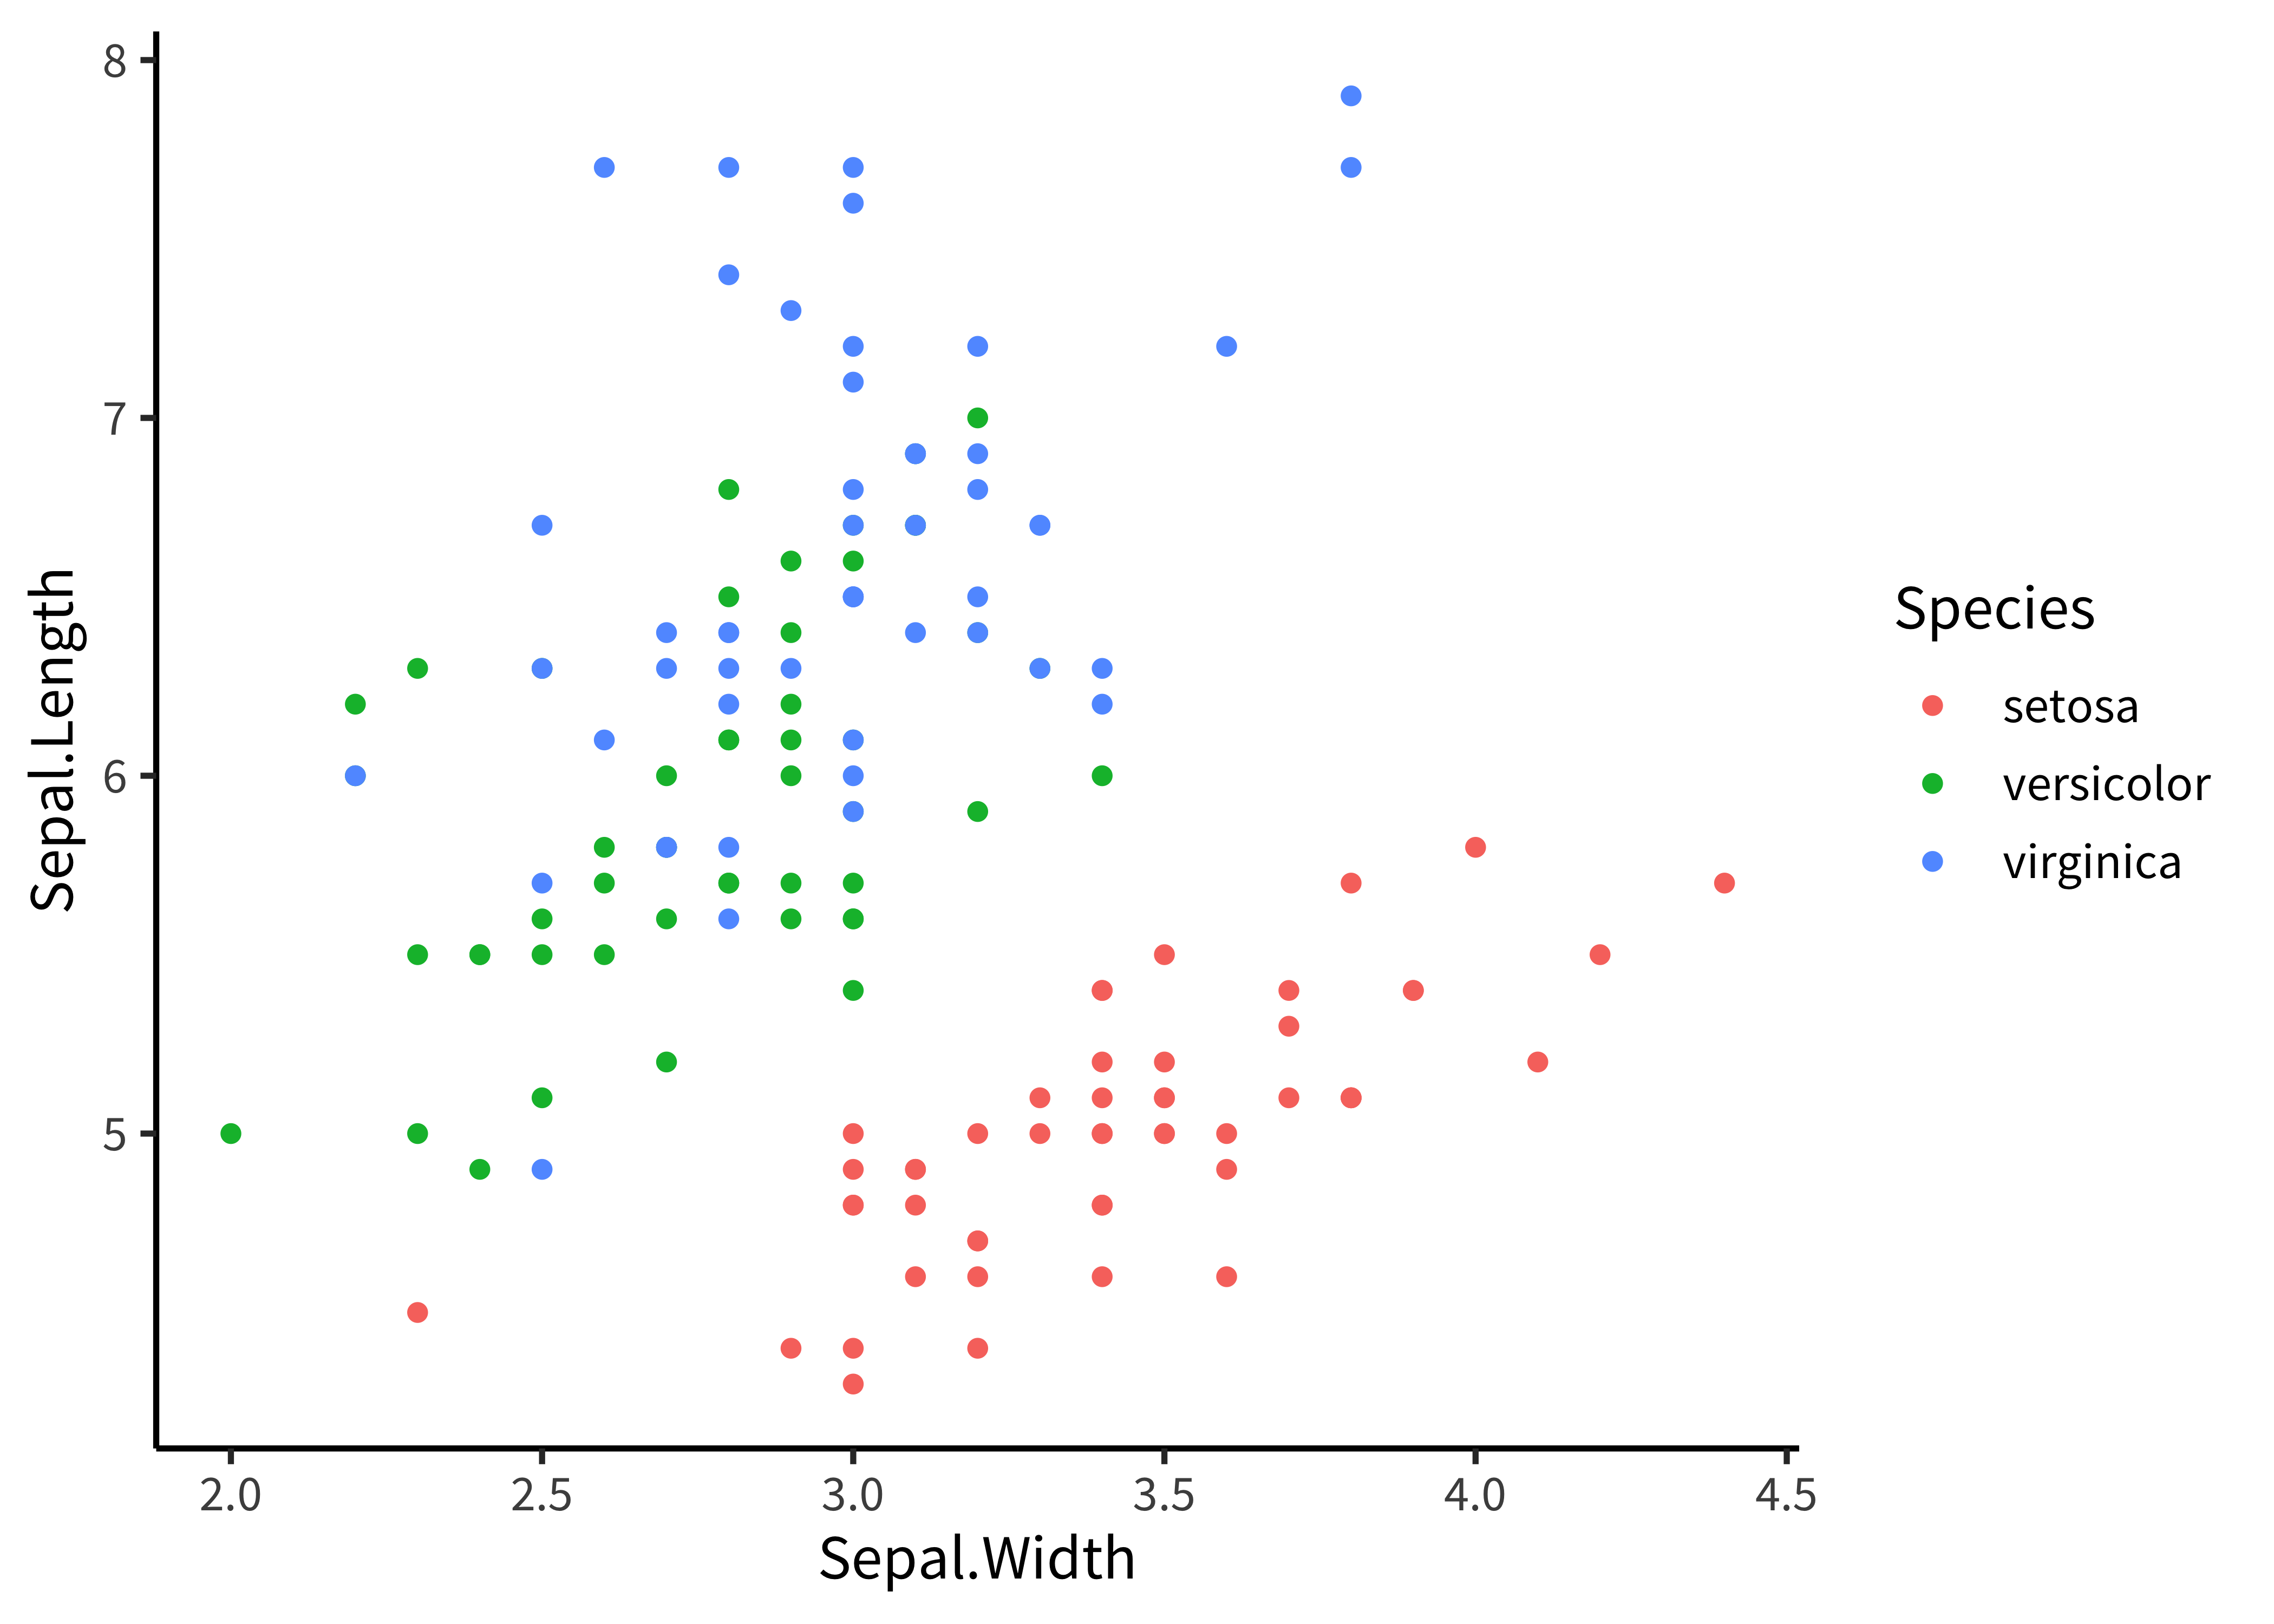 8
7
6
5
Sepal.Length
2.0 2.5 3.0 3.5 4.0 4.5
Sepal.Width
Species
setosa
versicolor
virginica